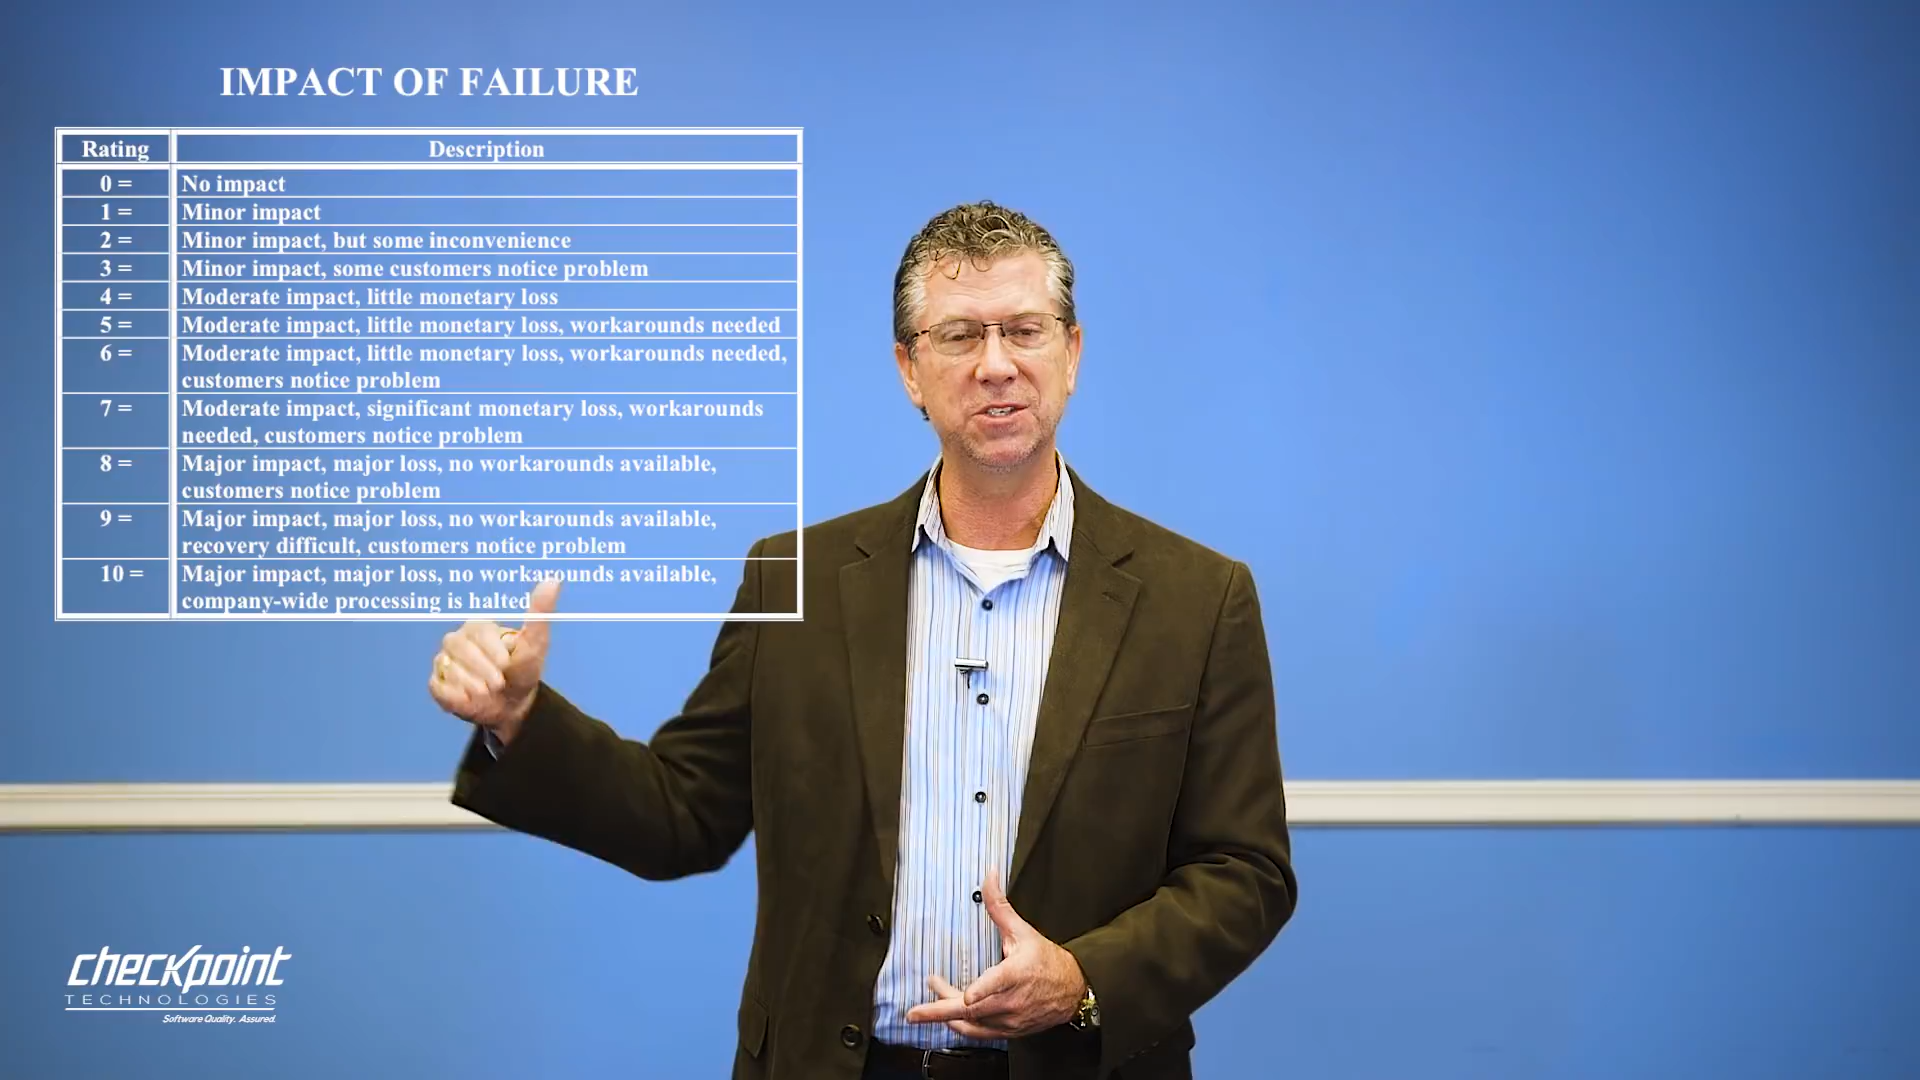 IMPACT OF FAILURE
Rating Description
0 = No impact
1 = Minor impact
2 = Minor impact, but some inconvenience
3 = Minor impact, some customers notice problem
4 = Moderate impact, little monetary loss
5 = Moderate impact, little monetary loss, workarounds needed
6 = Moderate impact, little monetary loss, workarounds needed,
customers notice problem
7 = Moderate impact, significant monetary loss, workarounds
needed, customers notice problem
8 = Major impact, major loss, no workarounds available,
customers notice problem
9 = Major impact, major loss, no workarounds available,
recovery difficult, customers notice problem
10 = Major impact, major loss, no workarounds available,
company-wide processing is halted
checkpoint
TECHNOLOGIES
Software Quality. Assured.